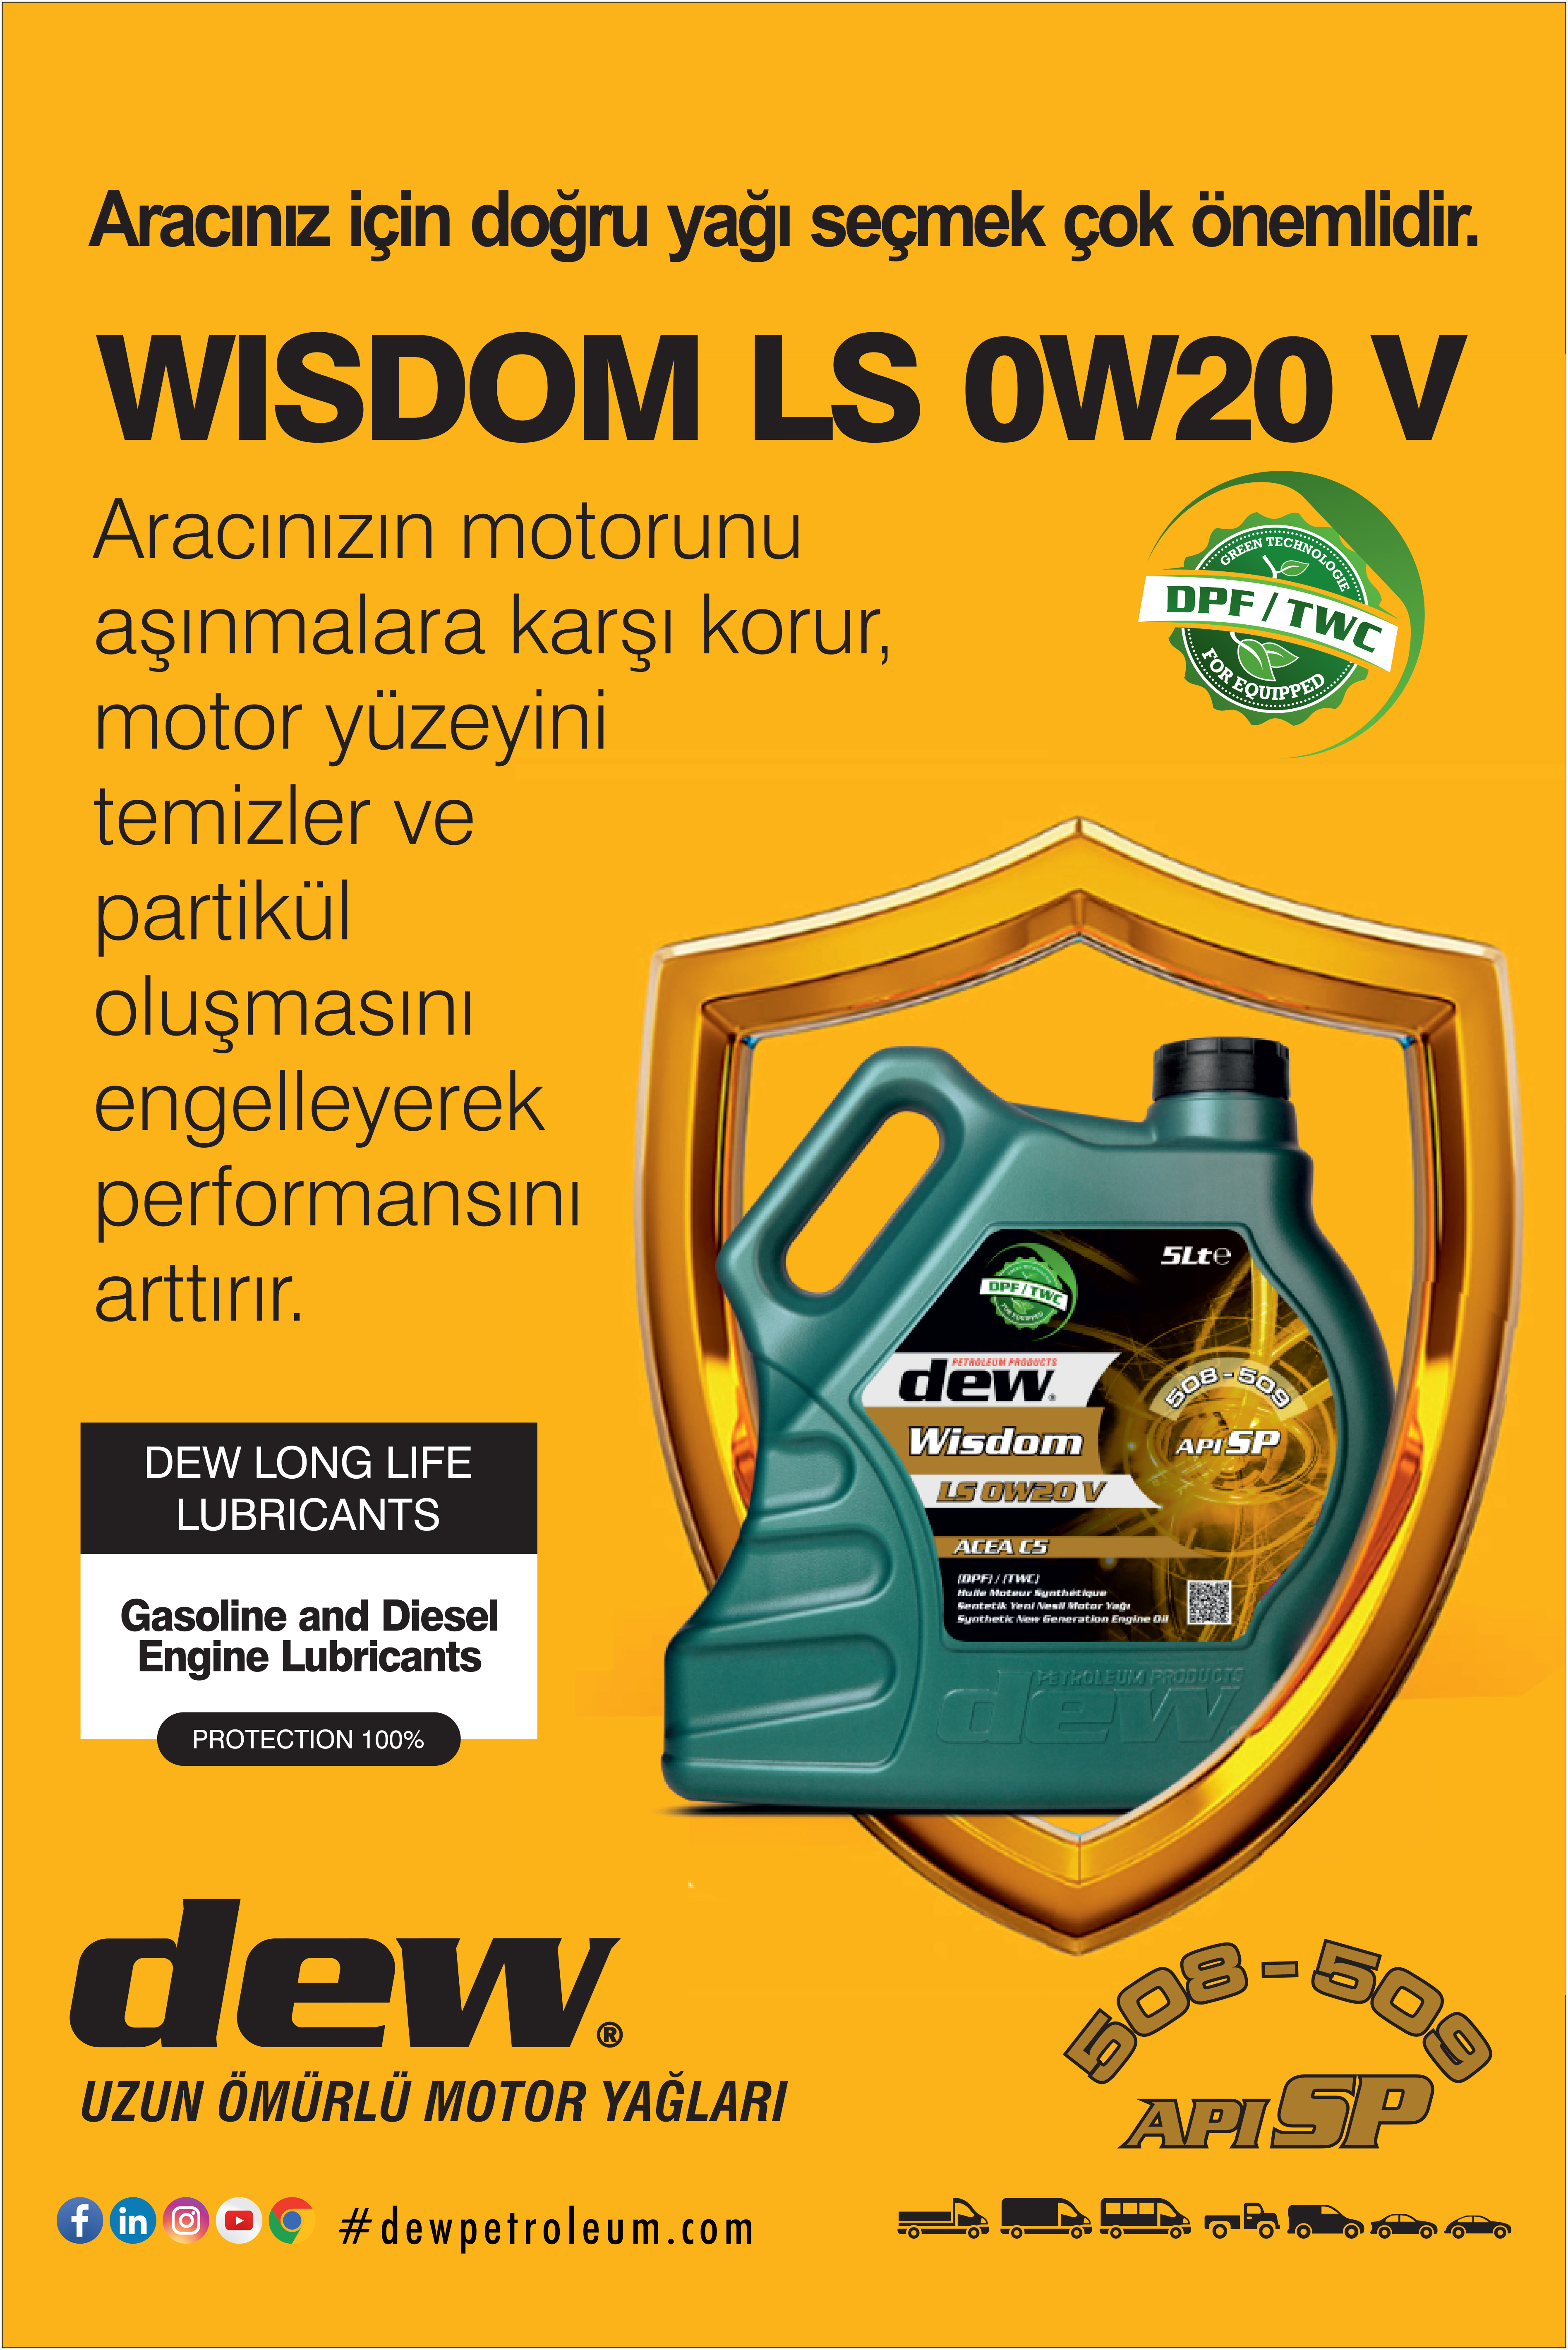 Aracınız için doğru yağı seçmek çok önemlidir.
WISDOM LS 0W20 V
Aracınızın motorunu
aşınmalara karşı korur,
motor yüzeyini
temizler ve
partikül
oluşmasını
engelleyerek
performansını
arttırır.
GREEN TECHNOLOGIE
DPF / TWC
FOR EQUIPPED
5Lt e
DPF / TWC
FOR EQUIPPED
PETROLEUM PRODUCTS
dew®
508 - 509
Wisdom
API SP
LS 0W20 V
ACEA C5
(DPF) / (TWC)
Huile Moteur Synthétique
Sentetik Yeni Nesil Motor Yağı
Synthetic New Generation Engine Oil
PETROLEUM PRODUCTS
dew
DEW LONG LIFE
LUBRICANTS
Gasoline and Diesel
Engine Lubricants
PROTECTION 100%
dew®
UZUN ÖMÜRLÜ MOTOR YAĞLARI
508 - 509
API SP
f in #dewpetroleum.com